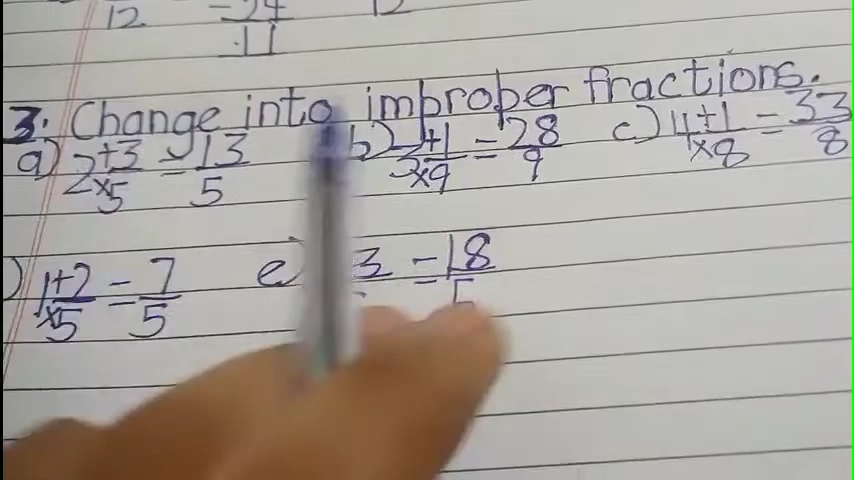 12 -24 12
11
3. Change into improper fractions.
a) 2 +3/×5 = 13/5 b) 3 +1/×9 = 28/9 c) 4 +1/×8 = 33/8
) 1 +2/×5 = 7/5 e) 3 = 18/5